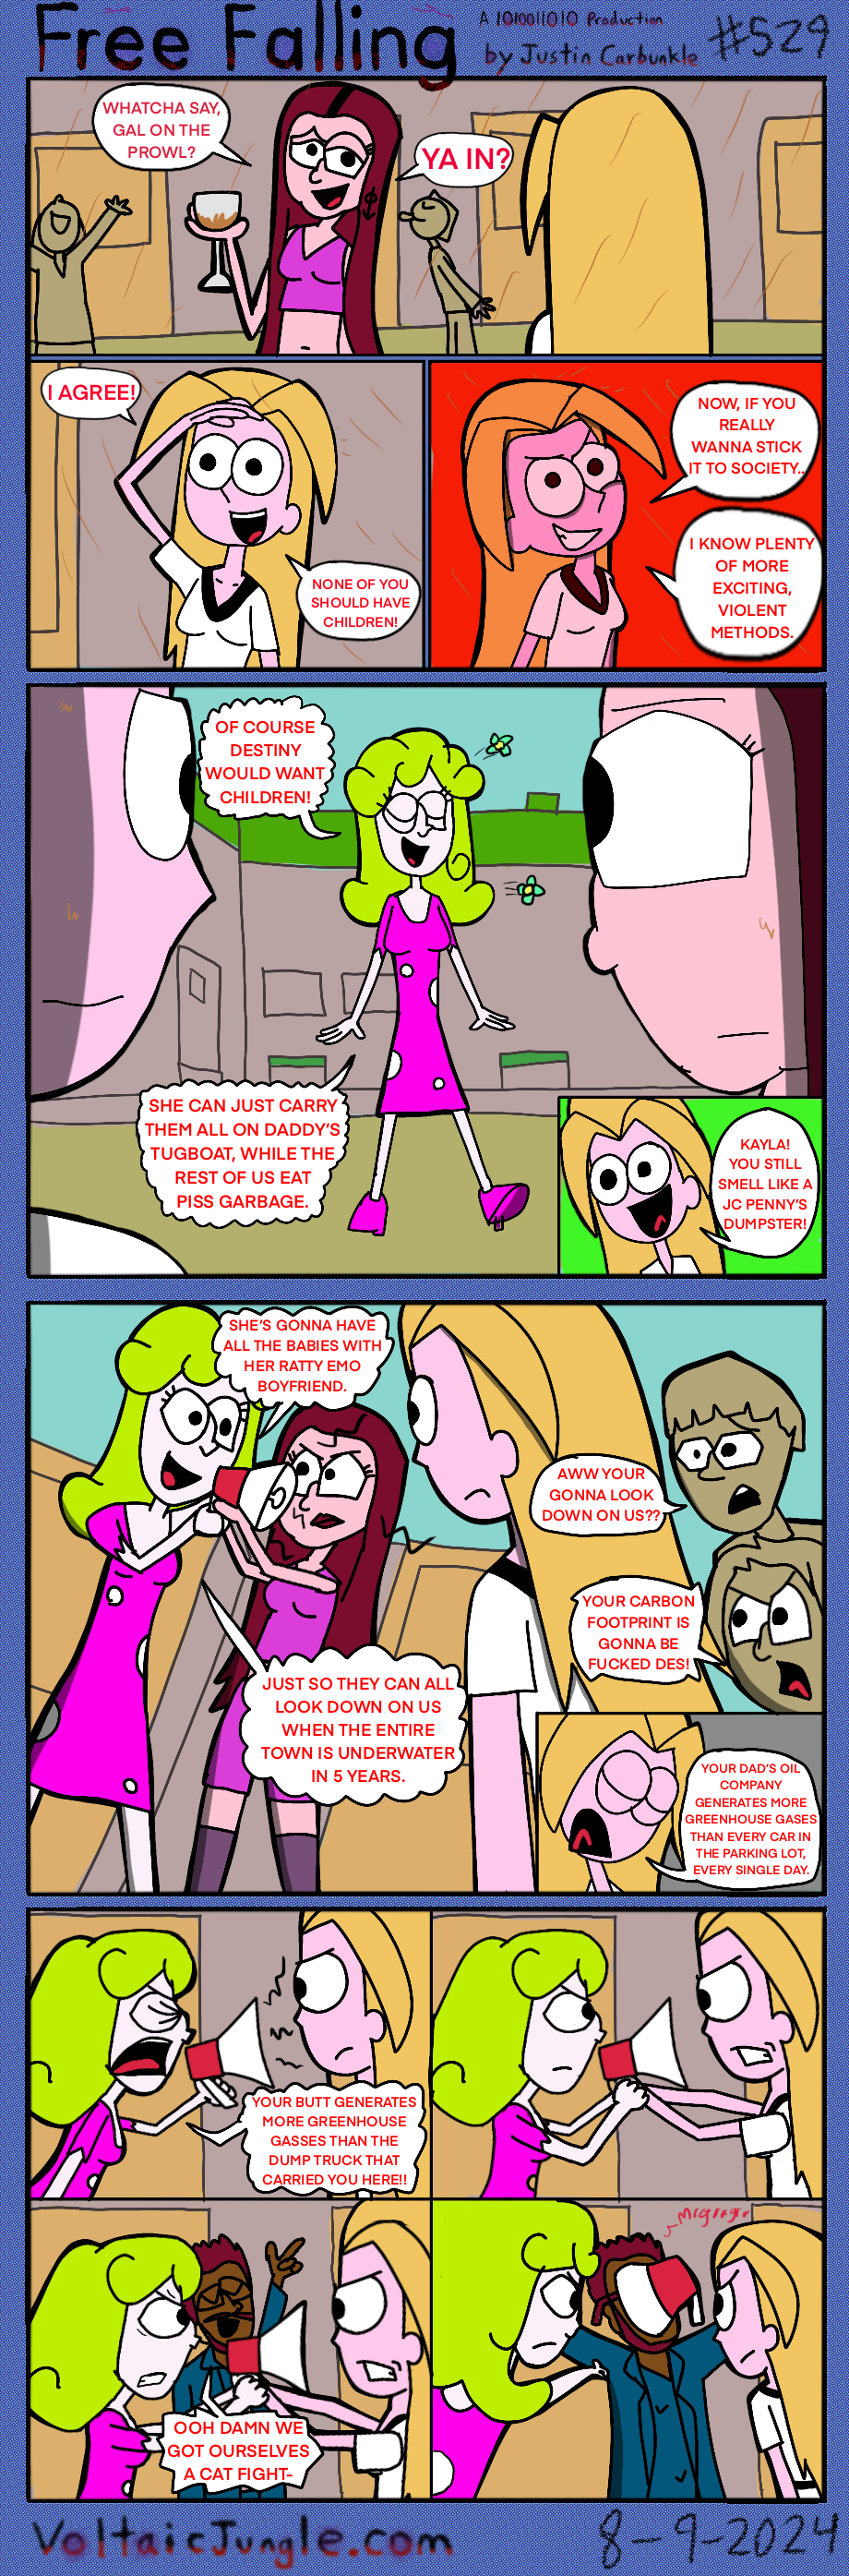 Free Falling
A 1010011010 Production
by Justin Carbunkle
#529
WHATCHA SAY,
GAL ON THE
PROWL?
YA IN?
I AGREE!
NONE OF YOU
SHOULD HAVE
CHILDREN!
NOW, IF YOU
REALLY
WANNA STICK
IT TO SOCIETY..
I KNOW PLENTY
OF MORE
EXCITING,
VIOLENT
METHODS.
OF COURSE
DESTINY
WOULD WANT
CHILDREN!
SHE CAN JUST CARRY
THEM ALL ON DADDY'S
TUGBOAT, WHILE THE
REST OF US EAT
PISS GARBAGE.
KAYLA!
YOU STILL
SMELL LIKE A
JC PENNY'S
DUMPSTER!
SHE'S GONNA HAVE
ALL THE BABIES WITH
HER RATTY EMO
BOYFRIEND.
AWW YOUR
GONNA LOOK
DOWN ON US??
YOUR CARBON
FOOTPRINT IS
GONNA BE
FUCKED DES!
JUST SO THEY CAN ALL
LOOK DOWN ON US
WHEN THE ENTIRE
TOWN IS UNDERWATER
IN 5 YEARS.
YOUR DAD'S OIL
COMPANY
GENERATES MORE
GREENHOUSE GASES
THAN EVERY CAR IN
THE PARKING LOT,
EVERY SINGLE DAY.
YOUR BUTT GENERATES
MORE GREENHOUSE
GASSES THAN THE
DUMP TRUCK THAT
CARRIED YOU HERE!!
OOH DAMN WE
GOT OURSELVES
A CAT FIGHT-
VoltaicJungle.com
8-9-2024